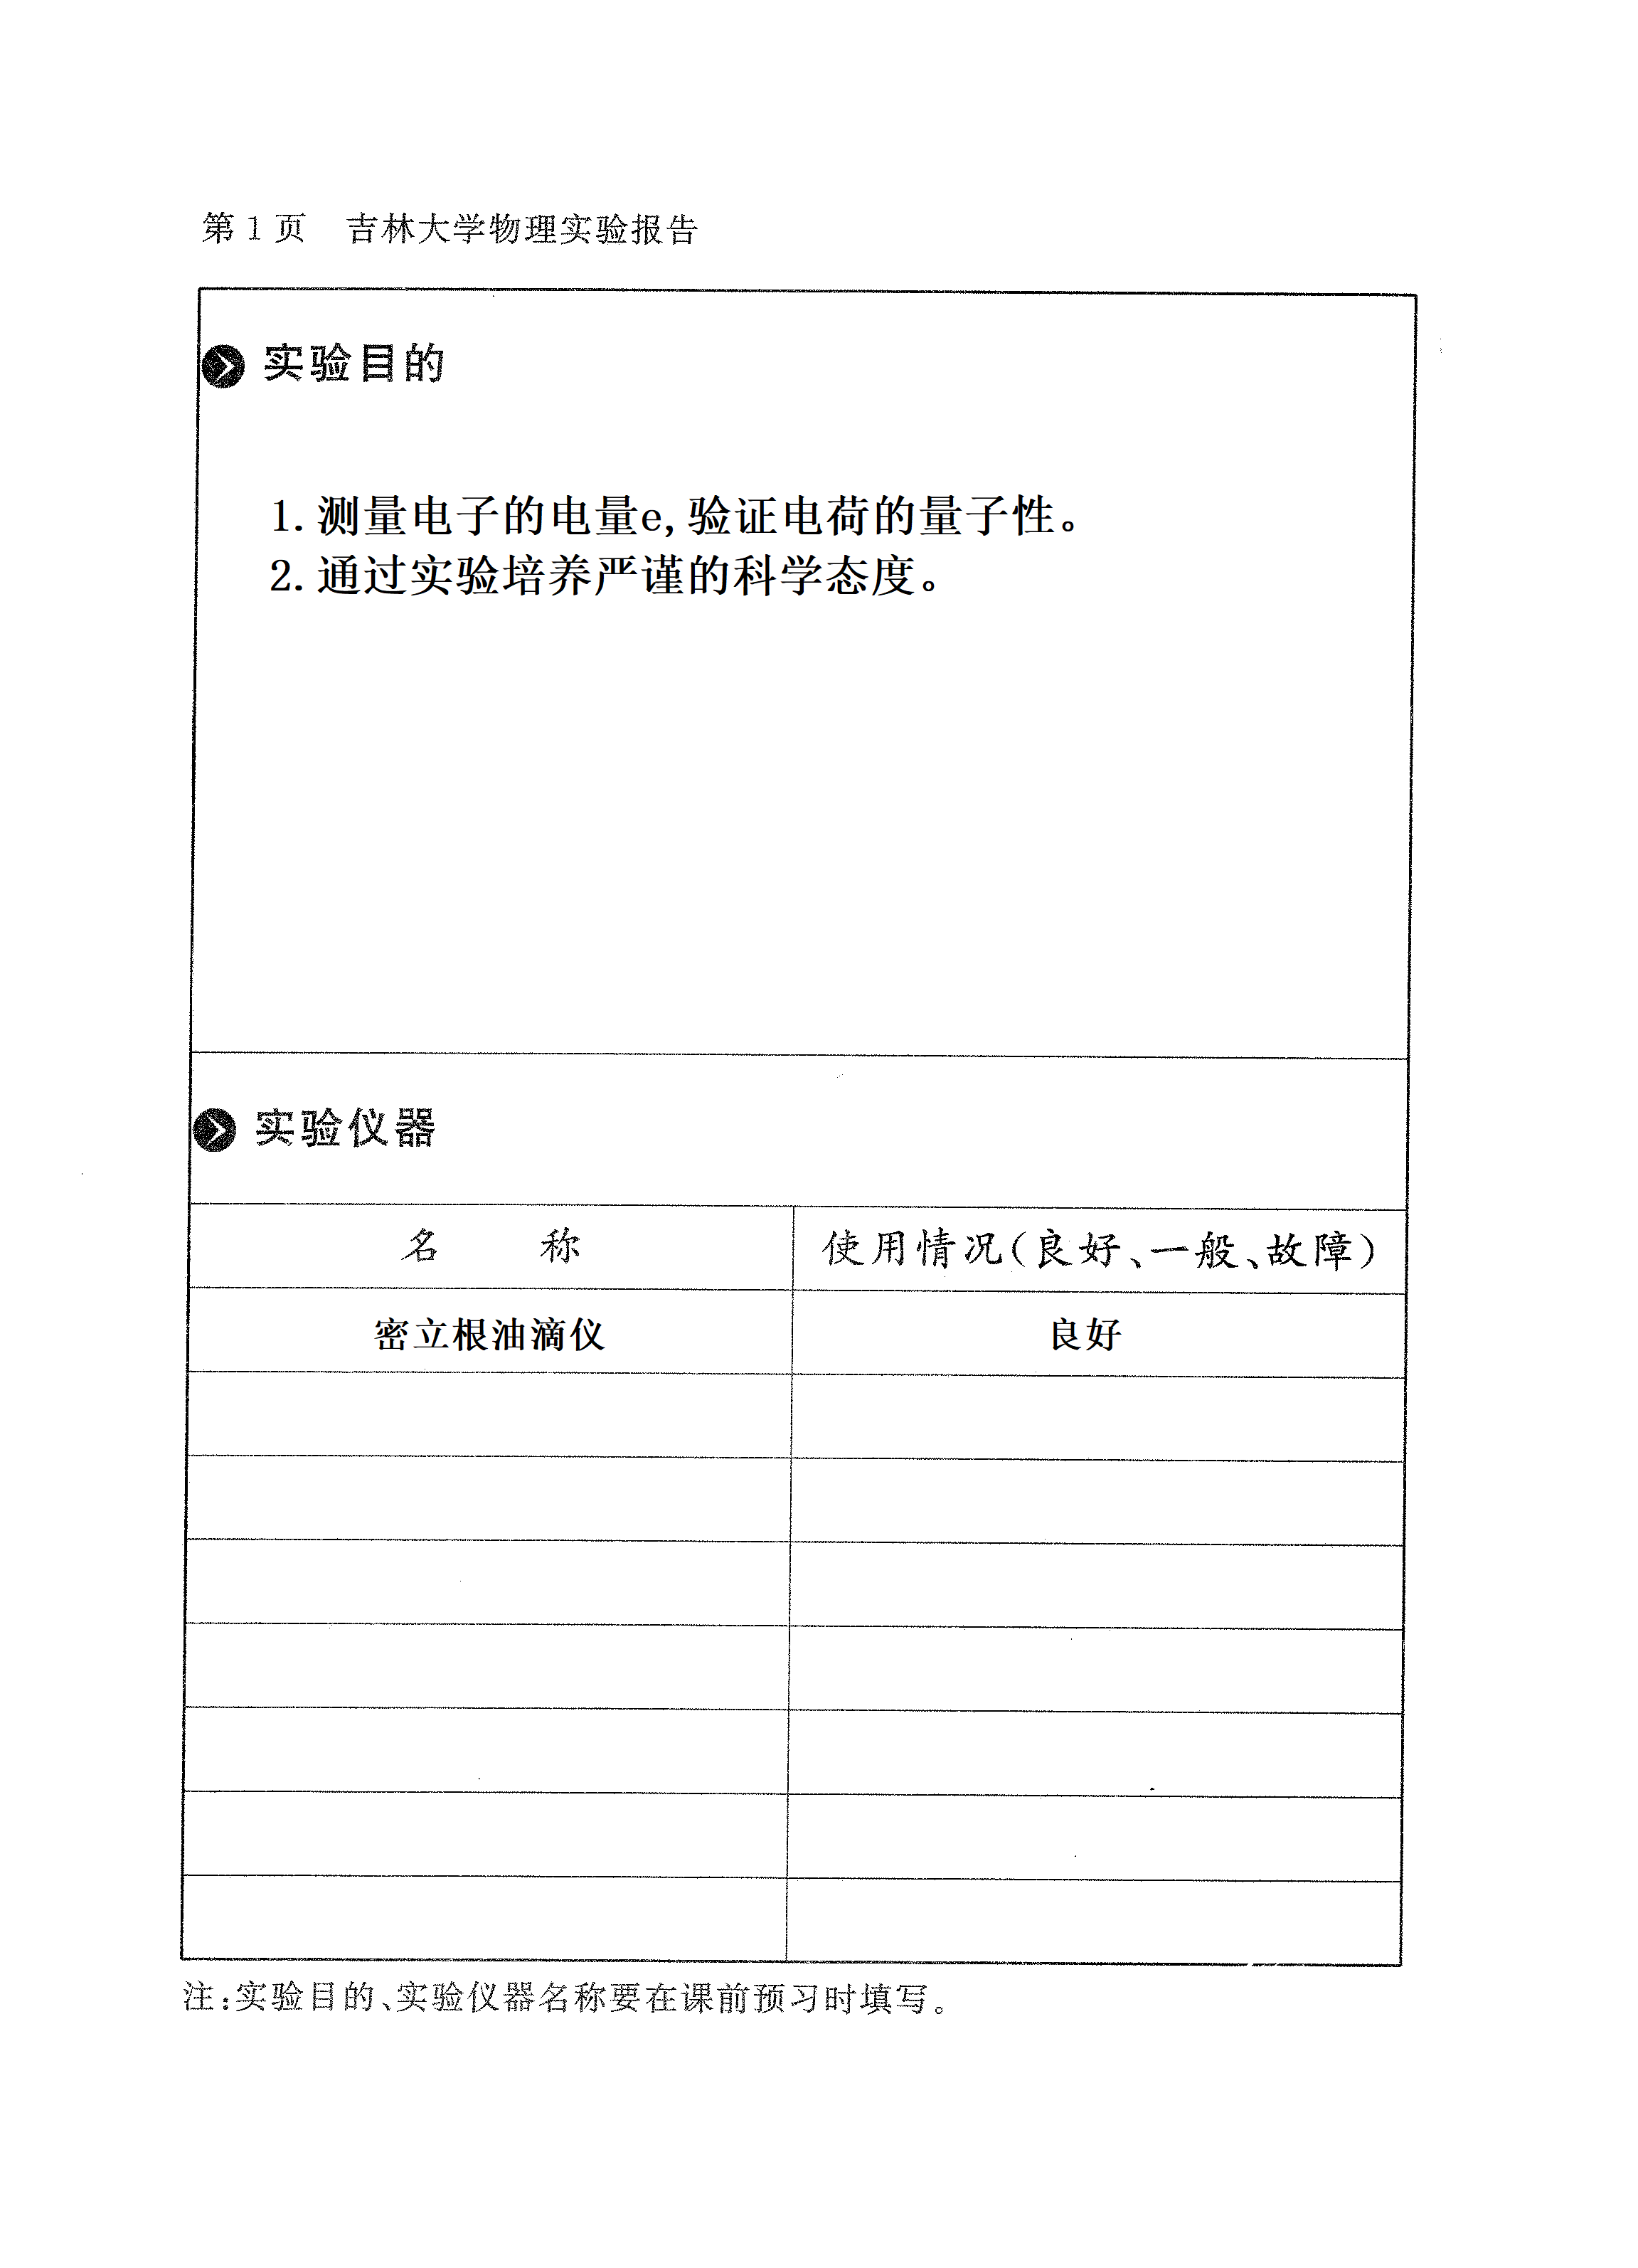 第 1 页 吉林大学物理实验报告
实验目的
1. 测量电子的电量e, 验证电荷的量子性。
2. 通过实验培养严谨的科学态度。
实验仪器
名 称 使用情况(良好、一般、故障)
密立根油滴仪 良好
注:实验目的、实验仪器名称要在课前预习时填写。